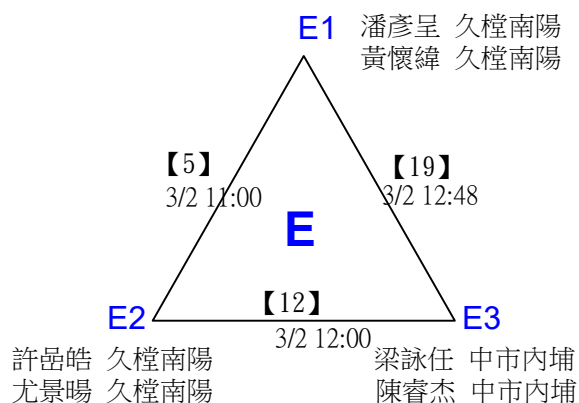 E1
潘彥呈 久樘南陽
黃懷緯 久樘南陽
【5】
3/2 11:00
【19】
3/2 12:48
E
【12】
3/2 12:00
E2
E3
許嵒皓 久樘南陽
尤景暘 久樘南陽
梁詠任 中市內埔
陳睿杰 中市內埔